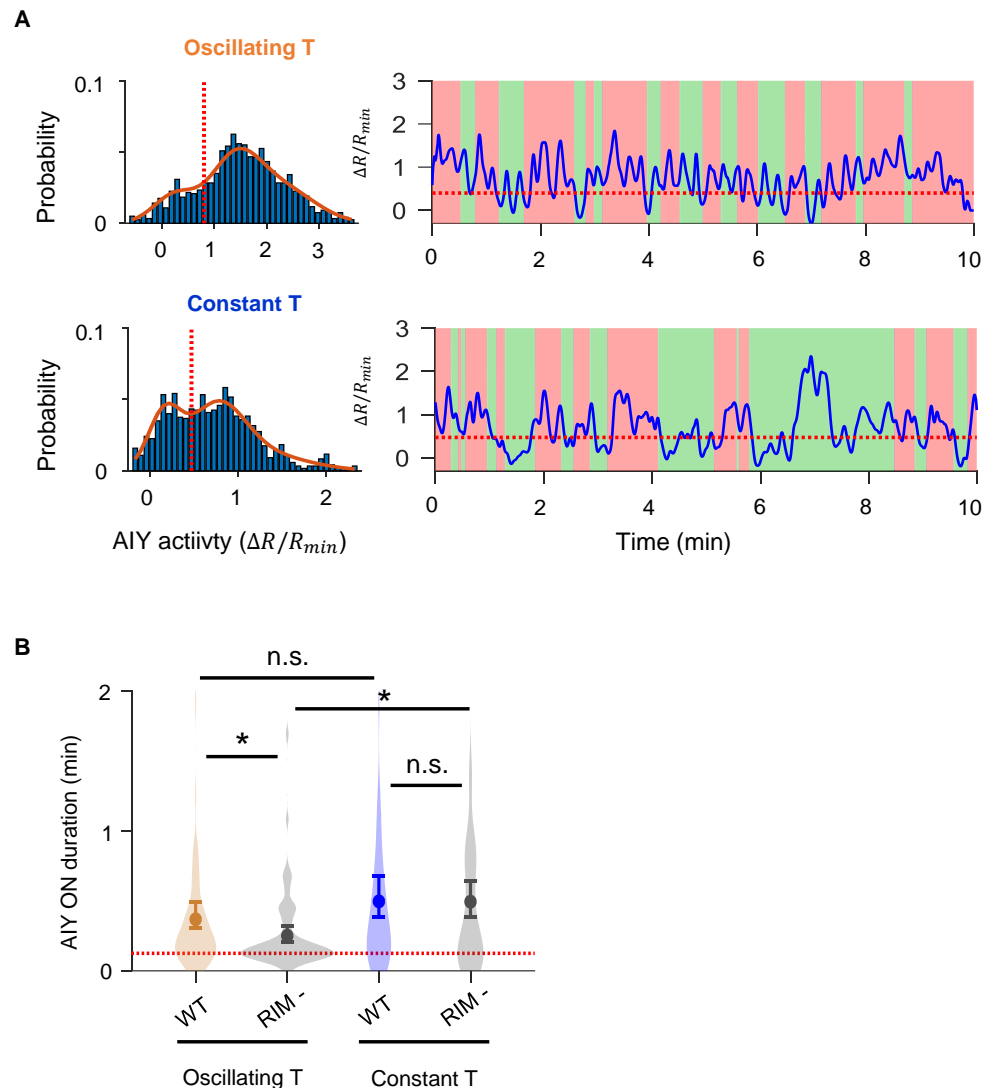 A
Oscillating T
0.1
Probability
0
0 1 2 3
3
2
1
0
ΔR/R_min
0 2 4 6 8 10
Constant T
0.1
Probability
0
0 1 2
AIY actiivty (ΔR/R_min)
3
2
1
0
ΔR/R_min
0 2 4 6 8 10
Time (min)
B
n.s.
*
*
n.s.
2
1
0
AIY ON duration (min)
WT RIM - WT RIM -
Oscillating T Constant T